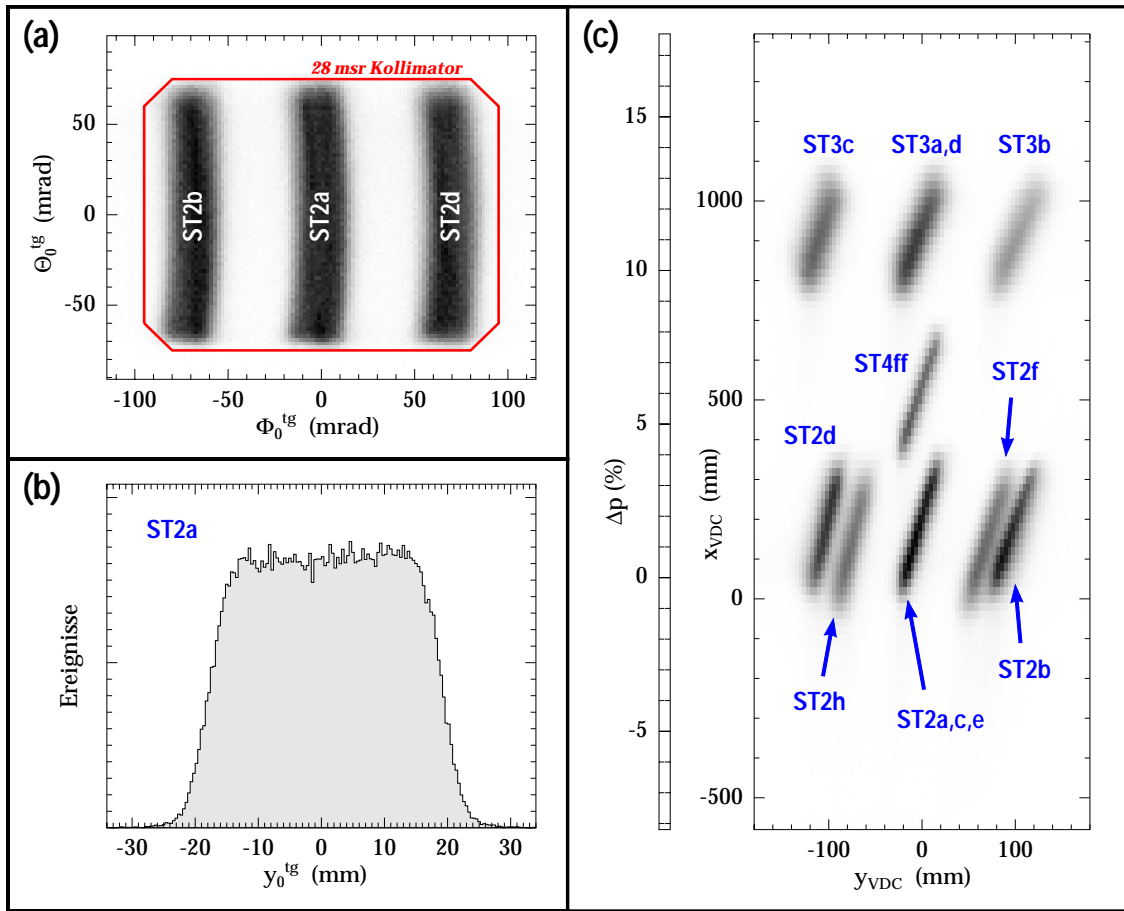 (a)
28 msr Kollimator
50
0
-50
Θ₀ᵗᵍ (mrad)
ST2b
ST2a
ST2d
-100
-50
0
50
100
Φ₀ᵗᵍ (mrad)
(b)
ST2a
Ereignisse
-30
-20
-10
0
10
20
30
y₀ᵗᵍ (mm)
(c)
15
10
5
0
-5
Δp (%)
1000
500
0
-500
x_VDC (mm)
ST3c
ST3a,d
ST3b
ST4ff
ST2f
ST2d
ST2h
ST2a,c,e
ST2b
-100
0
100
y_VDC (mm)